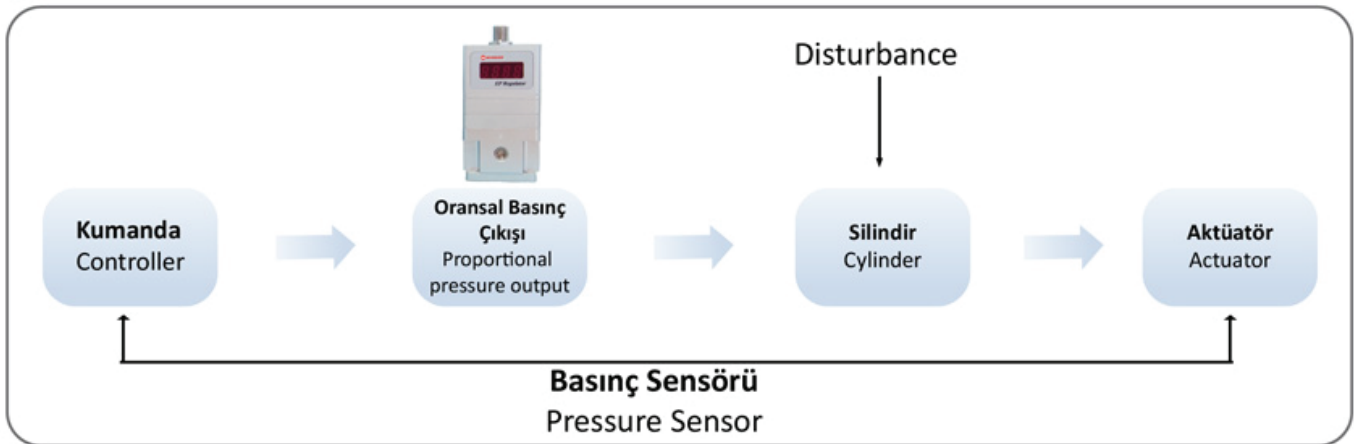 Disturbance
Kumanda
Controller
Oransal Basınç
Çıkışı
Proportional
pressure output
Silindir
Cylinder
Aktüatör
Actuator
Basınç Sensörü
Pressure Sensor